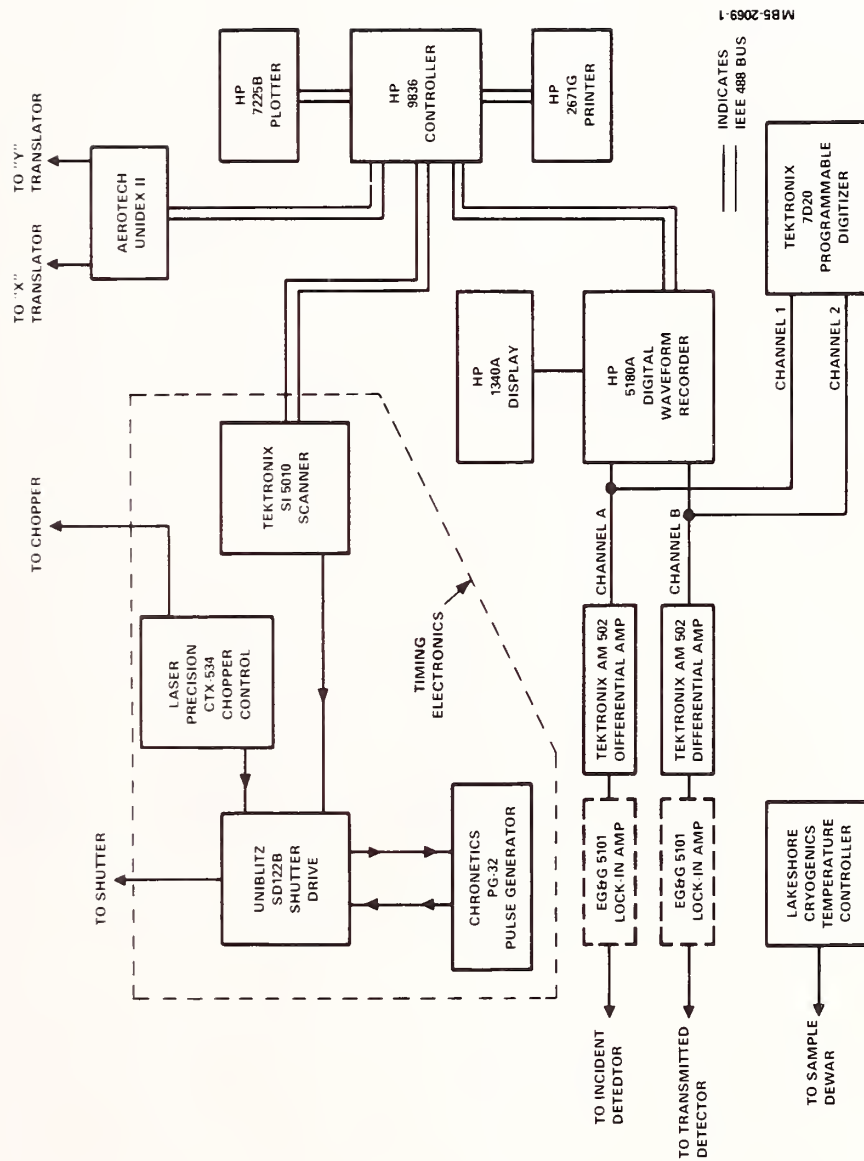 TO "X"
TRANSLATOR
TO "Y"
TRANSLATOR
AEROTECH
UNIDEX II
HP
7225B
PLOTTER
HP
9836
CONTROLLER
HP
2671G
PRINTER
INDICATES
IEEE 488 BUS
MB5-2069-1
TO CHOPPER
TO SHUTTER
LASER
PRECISION
CTX-534
CHOPPER
CONTROL
TEKTRONIX
SI 5010
SCANNER
UNIBLITZ
SD122B
SHUTTER
DRIVE
CHRONETICS
PG-32
PULSE GENERATOR
TIMING
ELECTRONICS
HP
1340A
DISPLAY
HP
5180A
DIGITAL
WAVEFORM
RECORDER
TEKTRONIX
7D20
PROGRAMMABLE
DIGITIZER
CHANNEL 1
CHANNEL 2
CHANNEL A
CHANNEL B
TEKTRONIX AM 502
OIFFERENTIAL AMP
TEKTRONIX AM 502
DIFFERENTIAL AMP
EG&G 5101
LOCK-IN AMP
EG&G 5101
LOCK-IN AMP
TO INCIDENT
DETEDTOR
TO TRANSMITTED
DETECTOR
LAKESHORE
CRYOGENICS
TEMPERATURE
CONTROLLER
TO SAMPLE
DEWAR